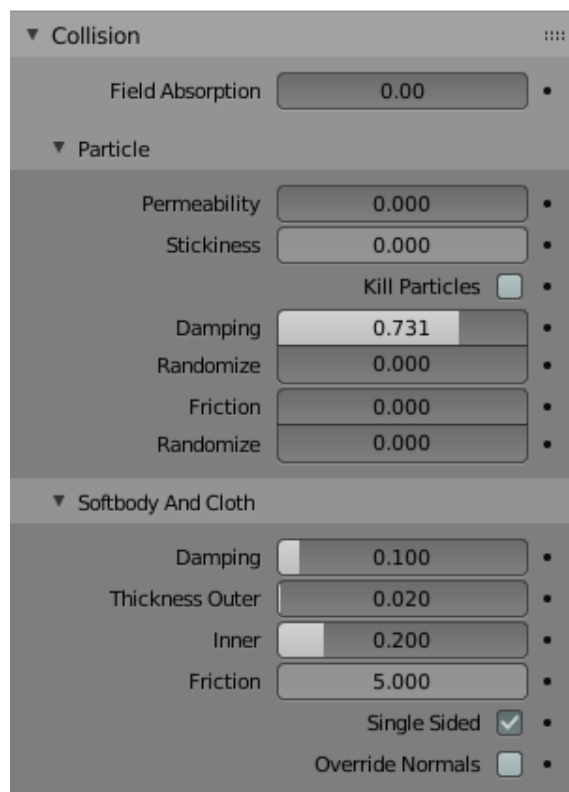 Collision
Field Absorption 0.00
Particle
Permeability 0.000
Stickiness 0.000
Kill Particles
Damping 0.731
Randomize 0.000
Friction 0.000
Randomize 0.000
Softbody And Cloth
Damping 0.100
Thickness Outer 0.020
Inner 0.200
Friction 5.000
Single Sided
Override Normals